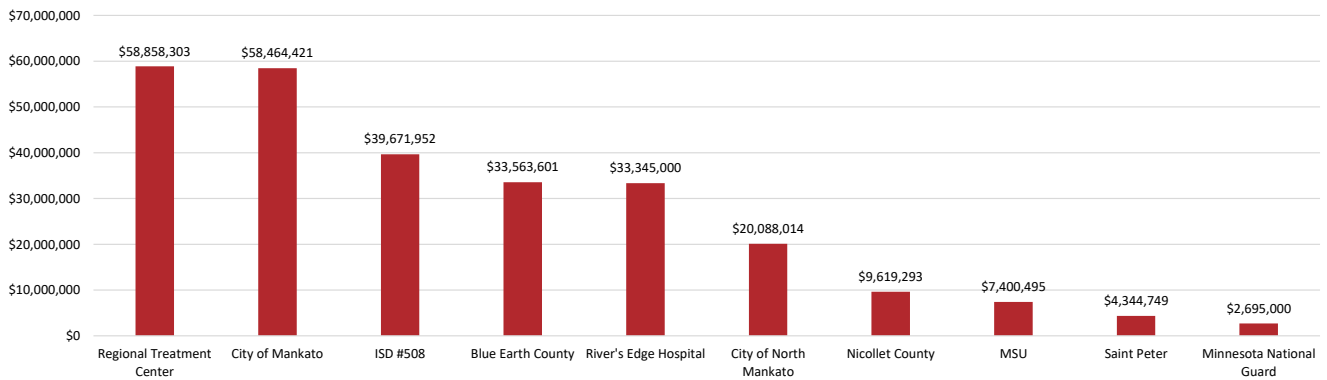 $70,000,000
$60,000,000
$50,000,000
$40,000,000
$30,000,000
$20,000,000
$10,000,000
$0
$58,858,303
$58,464,421
$39,671,952
$33,563,601
$33,345,000
$20,088,014
$9,619,293
$7,400,495
$4,344,749
$2,695,000
Regional Treatment
Center
City of Mankato
ISD #508
Blue Earth County
River's Edge Hospital
City of North
Mankato
Nicollet County
MSU
Saint Peter
Minnesota National
Guard